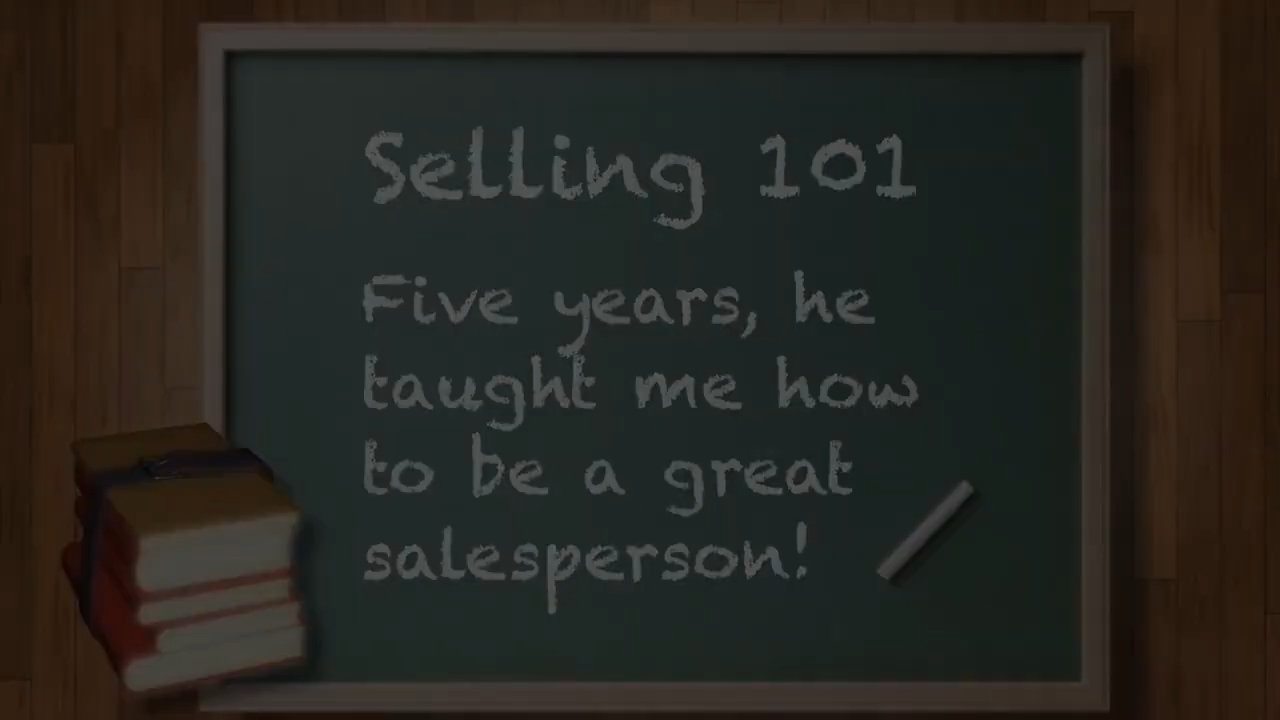 Selling 101
Five years, he
taught me how
to be a great
salesperson!